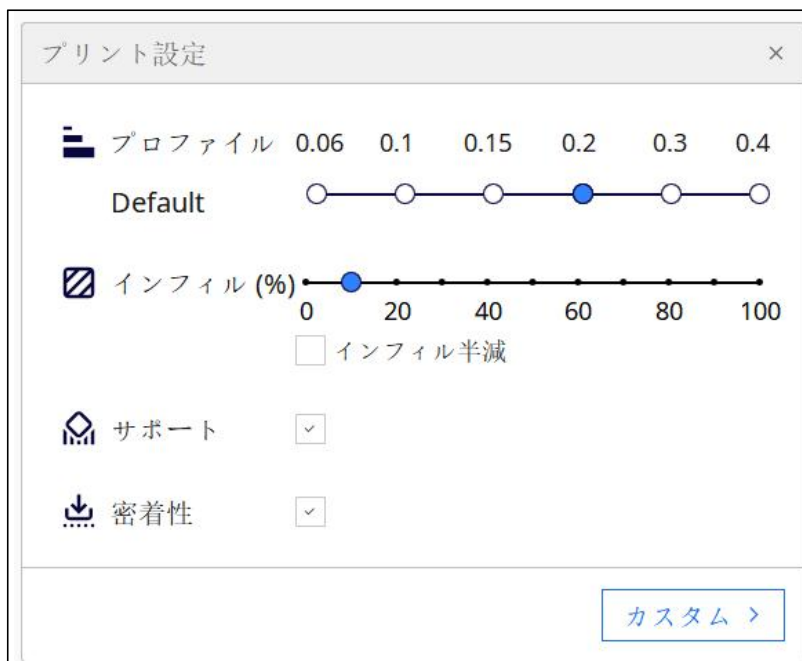 プリント設定 ×
プロファイル 0.06 0.1 0.15 0.2 0.3 0.4
Default
インフィル (%)
0 20 40 60 80 100
インフィル半減
サポート
密着性
カスタム >